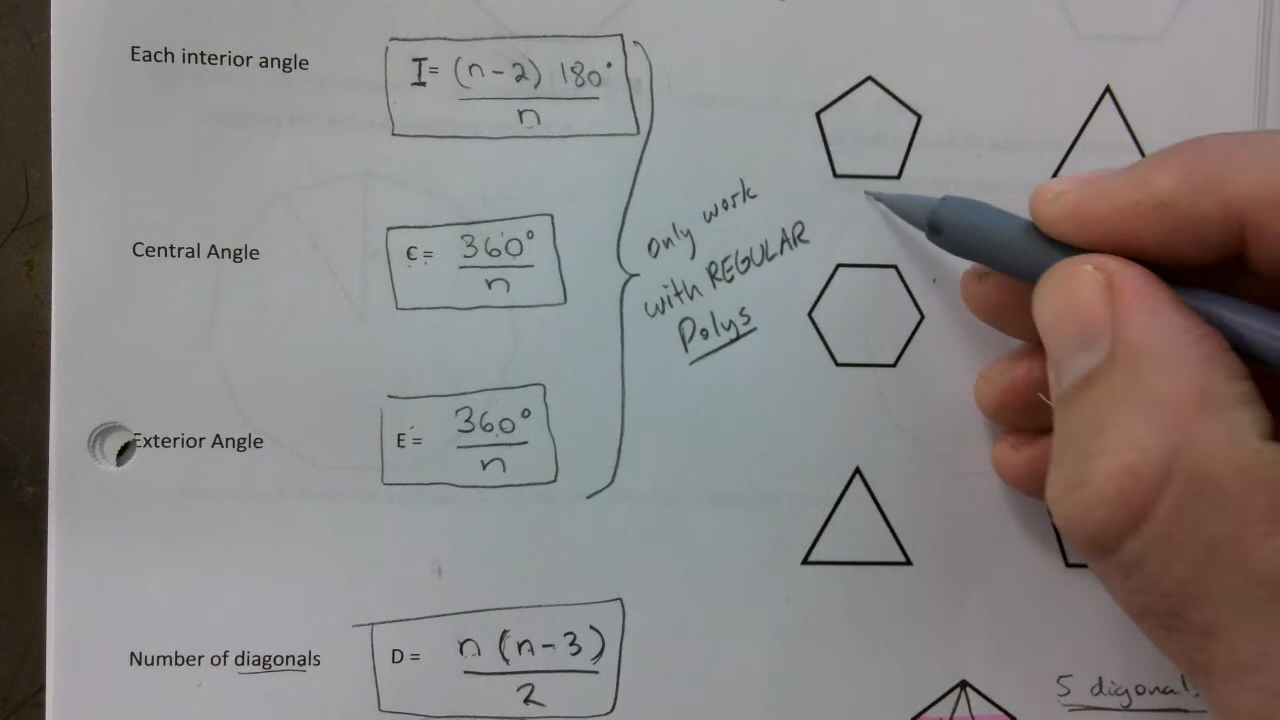 Each interior angle
I= (n-2) 180°
n
Central Angle
C= 360°
n
only work
with REGULAR
Polys
Exterior Angle
E= 360°
n
Number of diagonals
D= n (n-3)
2
5 digonal